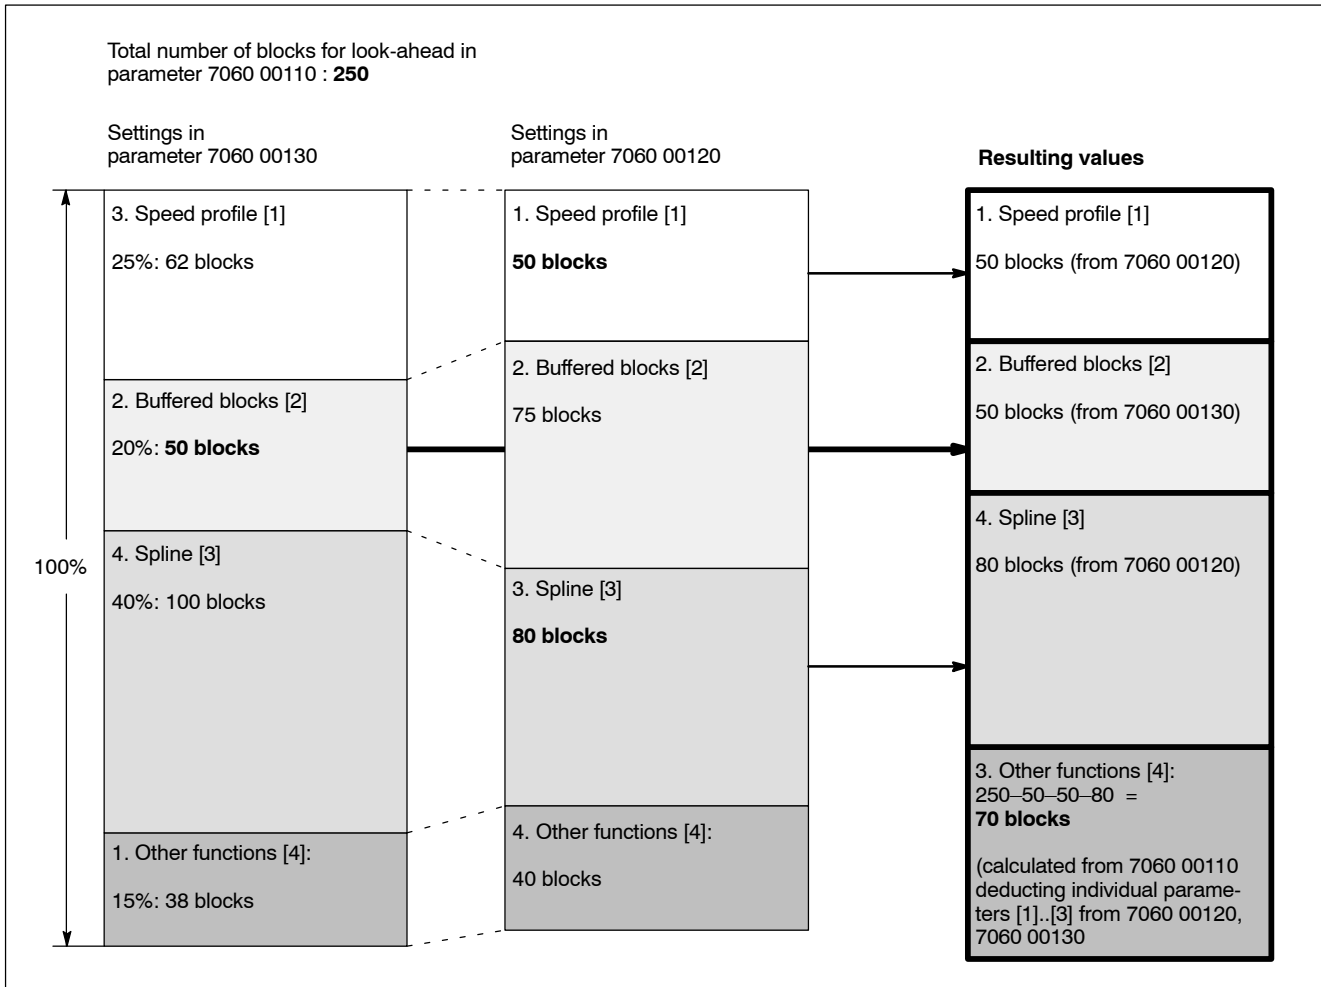 Total number of blocks for look-ahead in
parameter 7060 00110 : 250
Settings in
parameter 7060 00130
Settings in
parameter 7060 00120
Resulting values
100%
3. Speed profile [1]
25%: 62 blocks
2. Buffered blocks [2]
20%: 50 blocks
4. Spline [3]
40%: 100 blocks
1. Other functions [4]:
15%: 38 blocks
1. Speed profile [1]
50 blocks
2. Buffered blocks [2]
75 blocks
3. Spline [3]
80 blocks
4. Other functions [4]:
40 blocks
1. Speed profile [1]
50 blocks (from 7060 00120)
2. Buffered blocks [2]
50 blocks (from 7060 00130)
4. Spline [3]
80 blocks (from 7060 00120)
3. Other functions [4]:
250–50–50–80 =
70 blocks
(calculated from 7060 00110
deducting individual parame-
ters [1]..[3] from 7060 00120,
7060 00130